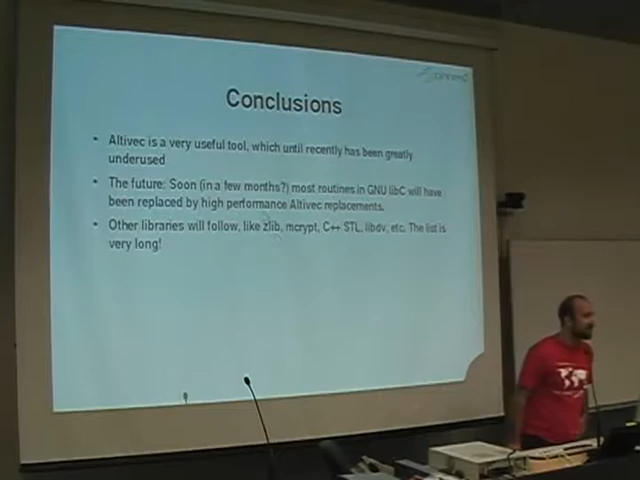 Conclusions
Altivec is a very useful tool, which until recently has been greatly
underused
The future: Soon (in a few months?) most routines in GNU libC will have
been replaced by high performance Altivec replacements.
Other libraries will follow, like zlib, mcrypt, C++ STL, libdv, etc. The list is
very long!